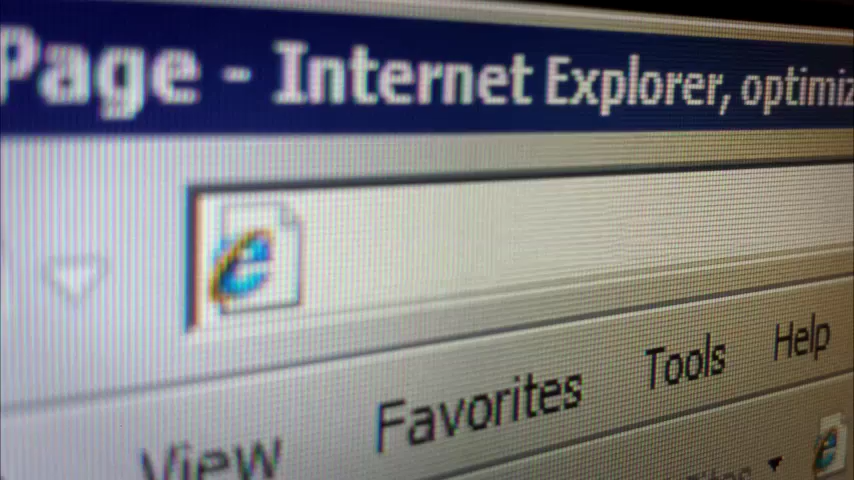 Page - Internet Explorer, optimiz
View Favorites Tools Help